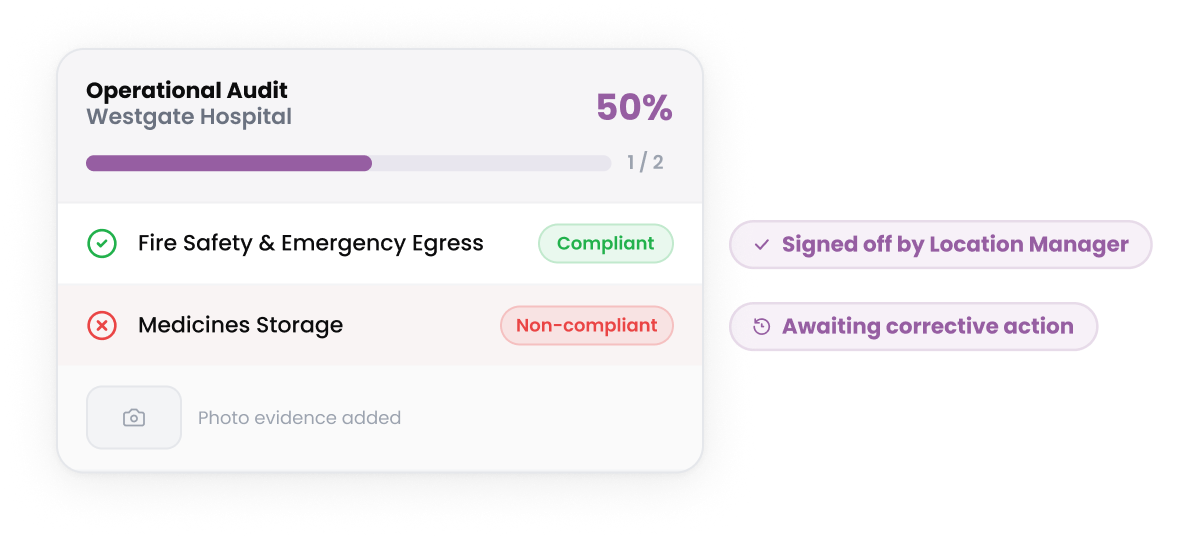 Operational Audit
Westgate Hospital
50%
1 / 2
Fire Safety & Emergency Egress
Compliant
Signed off by Location Manager
Medicines Storage
Non-compliant
Awaiting corrective action
Photo evidence added